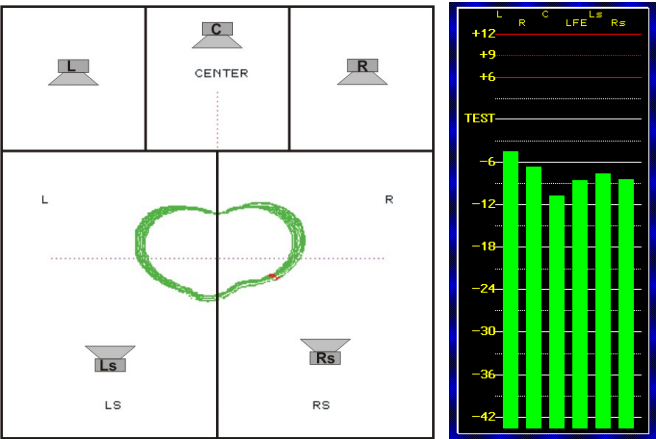 C
L
R
CENTER
L
R
Ls
Rs
LS
RS
L R C LFE Ls Rs
+12
+9
+6
TEST
-6
-12
-18
-24
-30
-36
-42